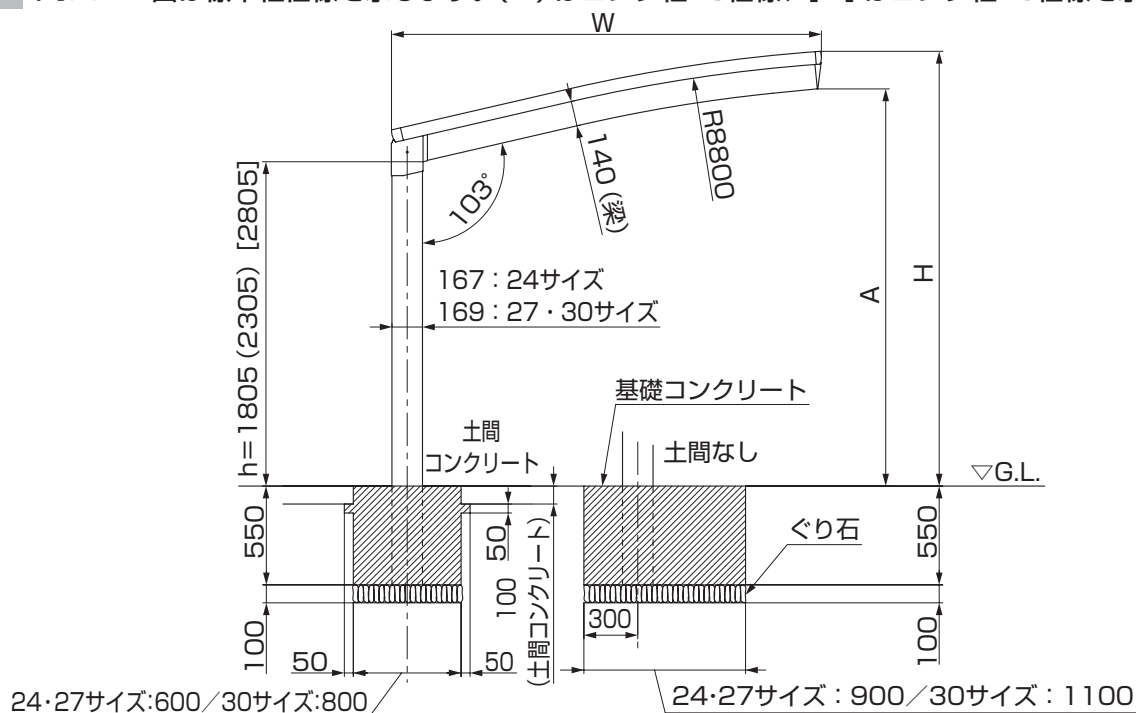 W
H
A
R8800
140(梁)
103°
h=1805(2305) [2805]
167:24サイズ
169:27・30サイズ
基礎コンクリート
土間
コンクリート
土間なし
▽G.L.
550
50
100
(土間コンクリート)
ぐり石
550
300
100
50
50
100
24・27サイズ:600/30サイズ:800
24・27サイズ:900/30サイズ:1100